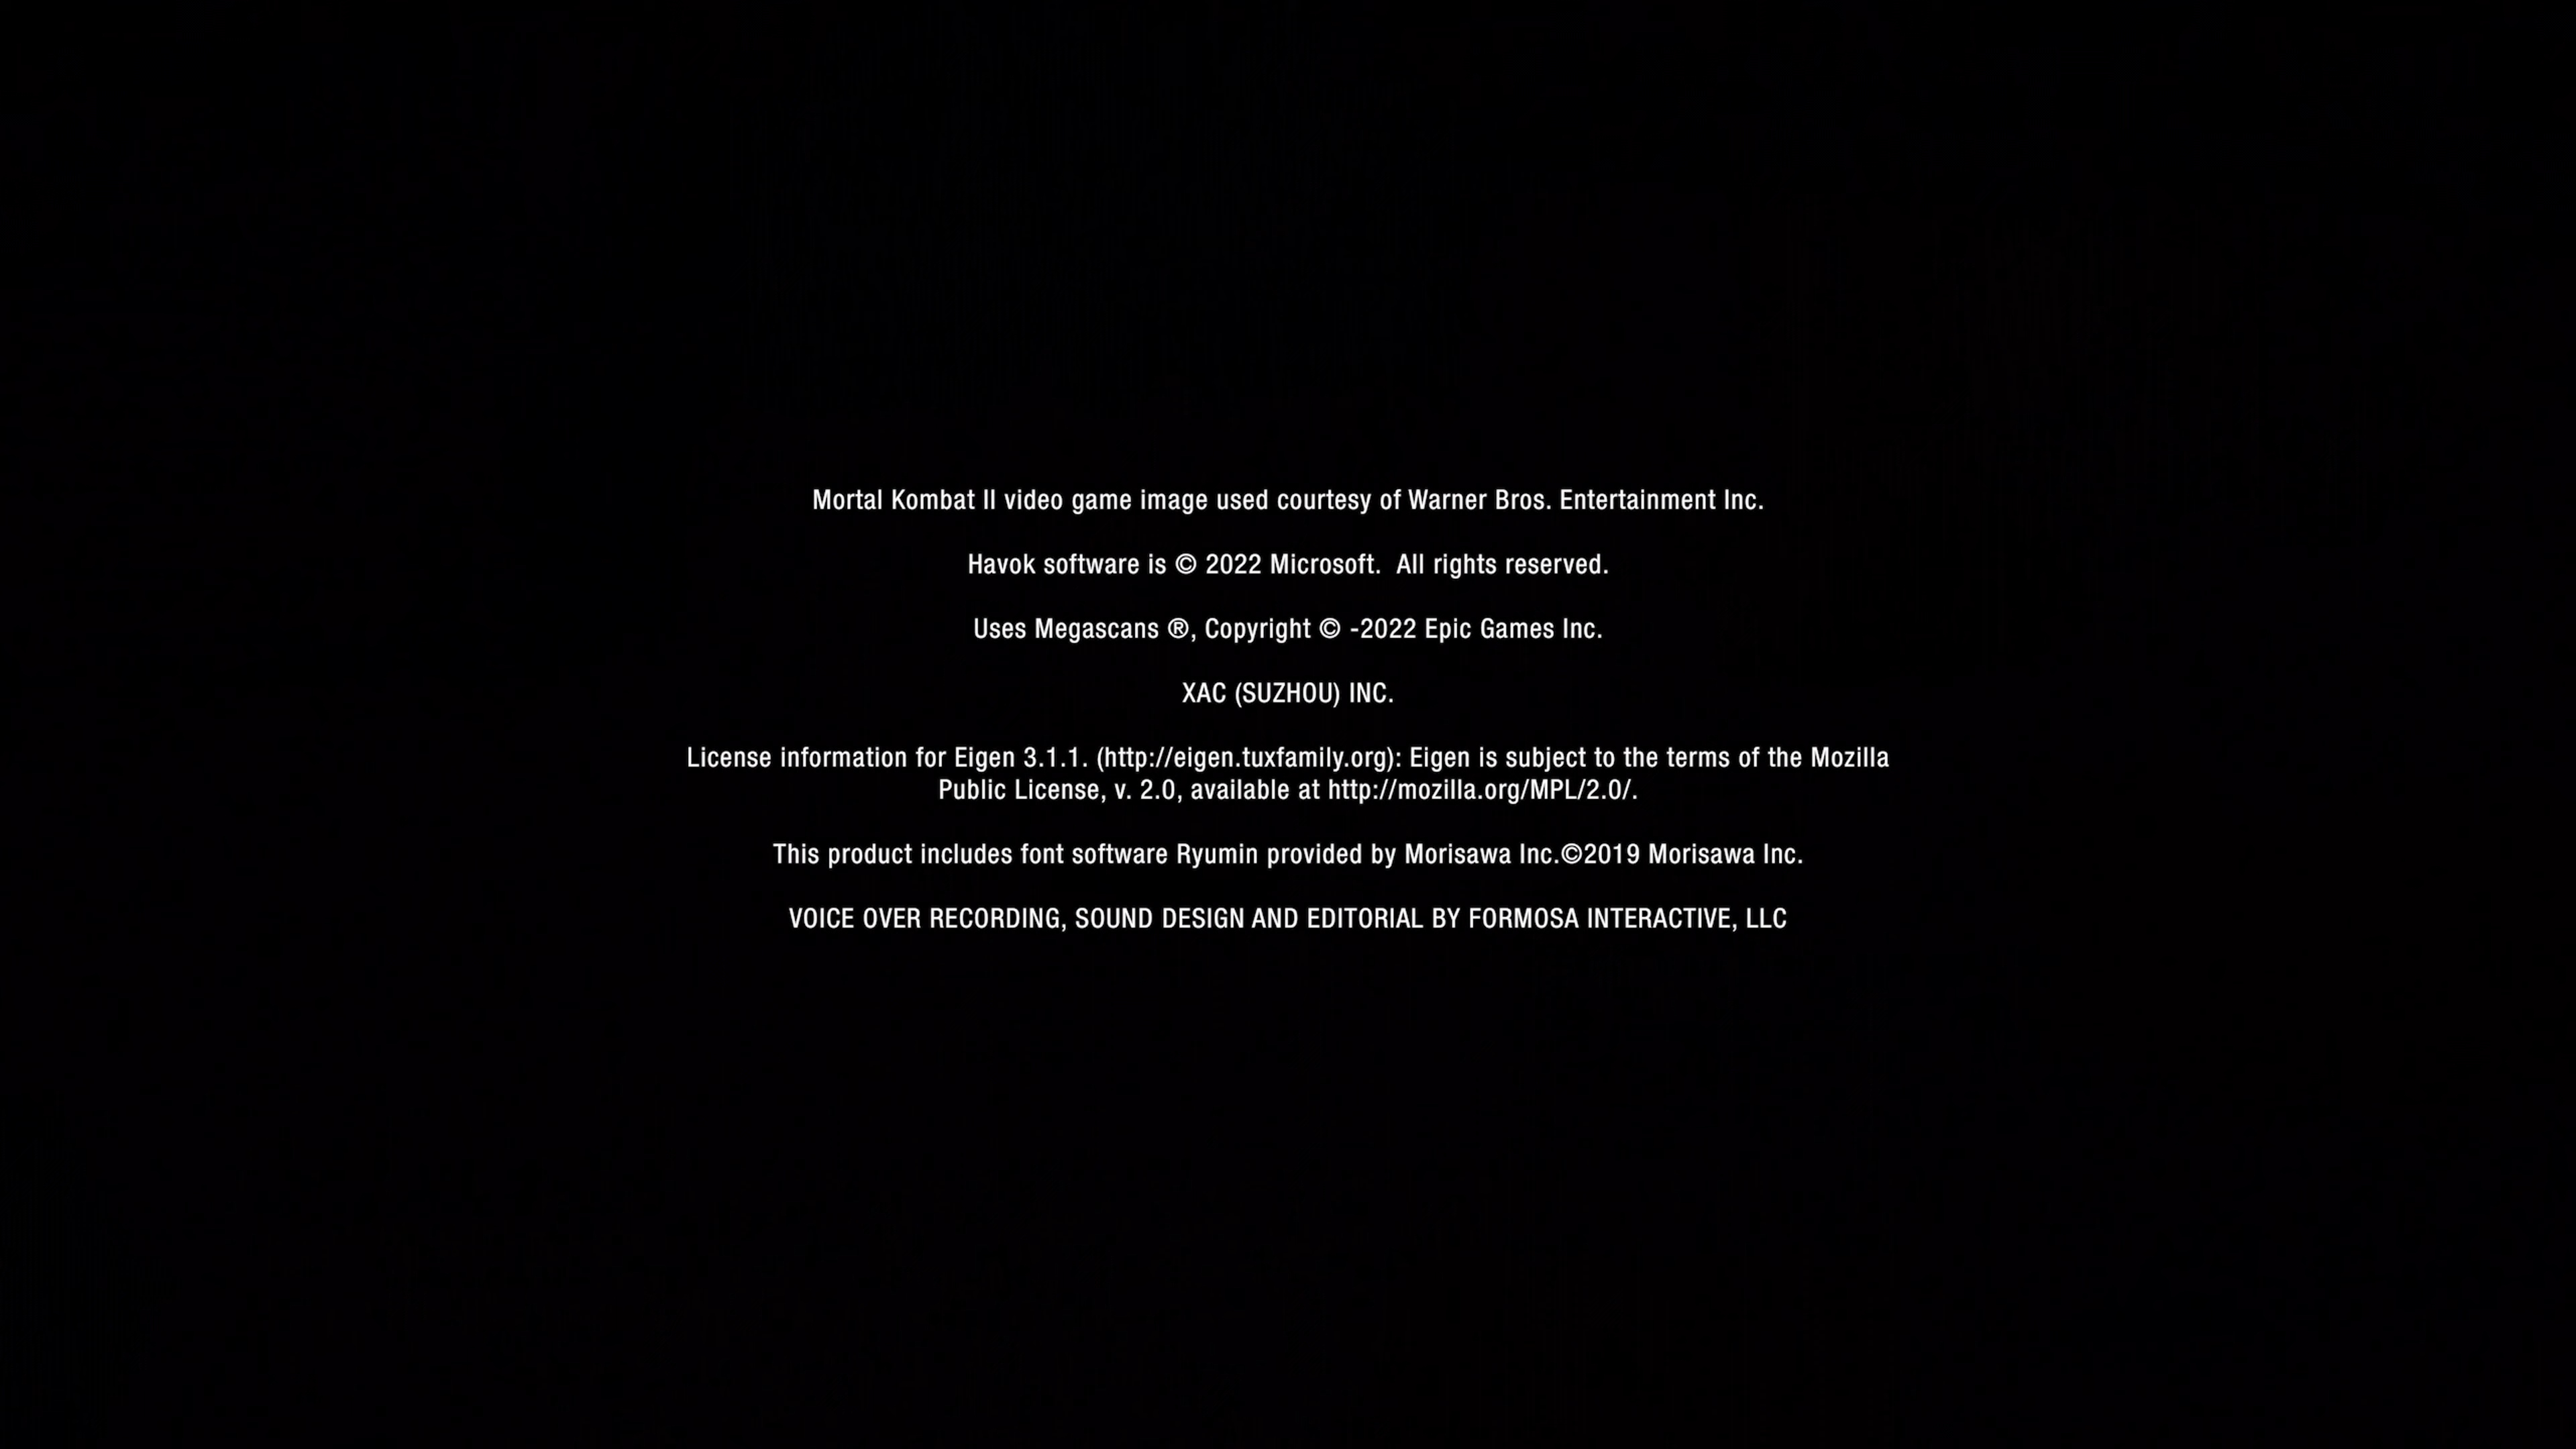 Mortal Kombat II video game image used courtesy of Warner Bros. Entertainment Inc.
Havok software is © 2022 Microsoft.  All rights reserved.
Uses Megascans ®, Copyright © -2022 Epic Games Inc.
XAC (SUZHOU) INC.
License information for Eigen 3.1.1. (http://eigen.tuxfamily.org): Eigen is subject to the terms of the Mozilla
Public License, v. 2.0, available at http://mozilla.org/MPL/2.0/.
This product includes font software Ryumin provided by Morisawa Inc.©2019 Morisawa Inc.
VOICE OVER RECORDING, SOUND DESIGN AND EDITORIAL BY FORMOSA INTERACTIVE, LLC